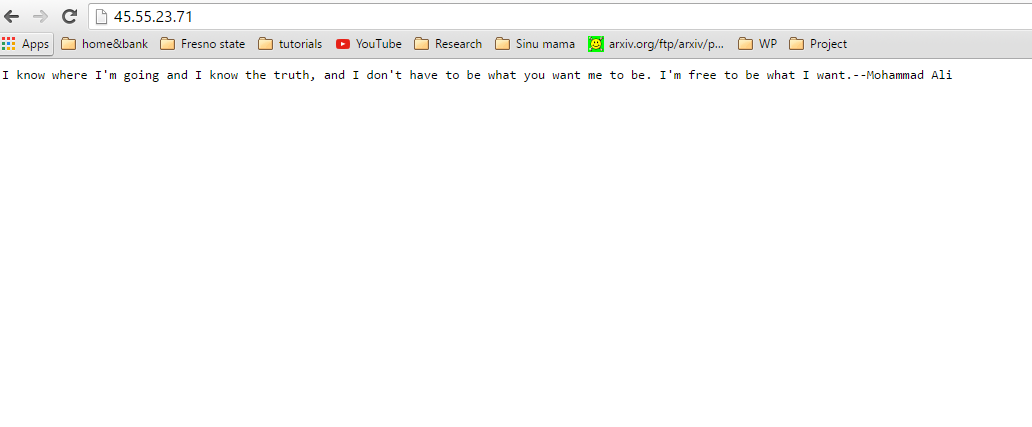 45.55.23.71
Apps home&bank Fresno state tutorials YouTube Research Sinu mama arxiv.org/ftp/arxiv/p... WP Project
I know where I'm going and I know the truth, and I don't have to be what you want me to be. I'm free to be what I want.--Mohammad Ali